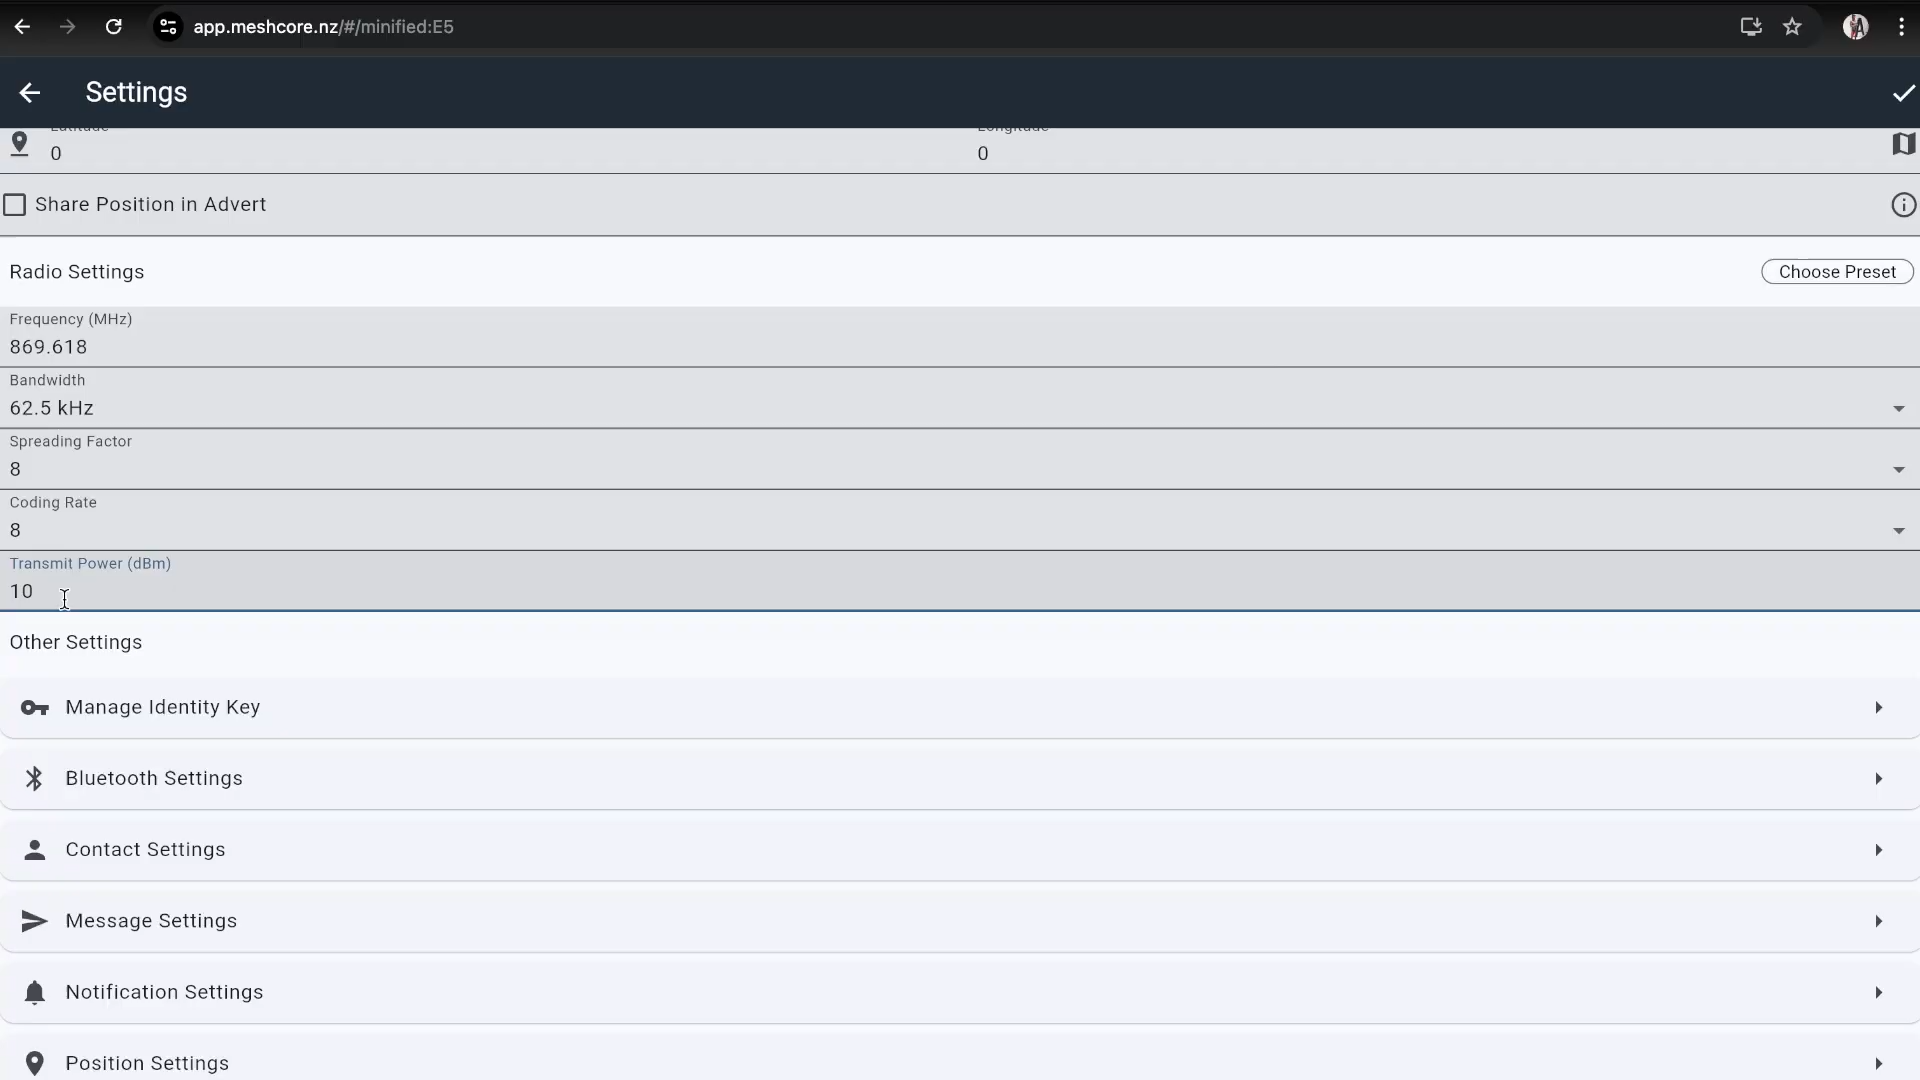 app.meshcore.nz/#/minified:E5
Settings
Latitude
Longitude
0
0
Share Position in Advert
Radio Settings
Choose Preset
Frequency (MHz)
869.618
Bandwidth
62.5 kHz
Spreading Factor
8
Coding Rate
8
Transmit Power (dBm)
10
Other Settings
Manage Identity Key
Bluetooth Settings
Contact Settings
Message Settings
Notification Settings
Position Settings